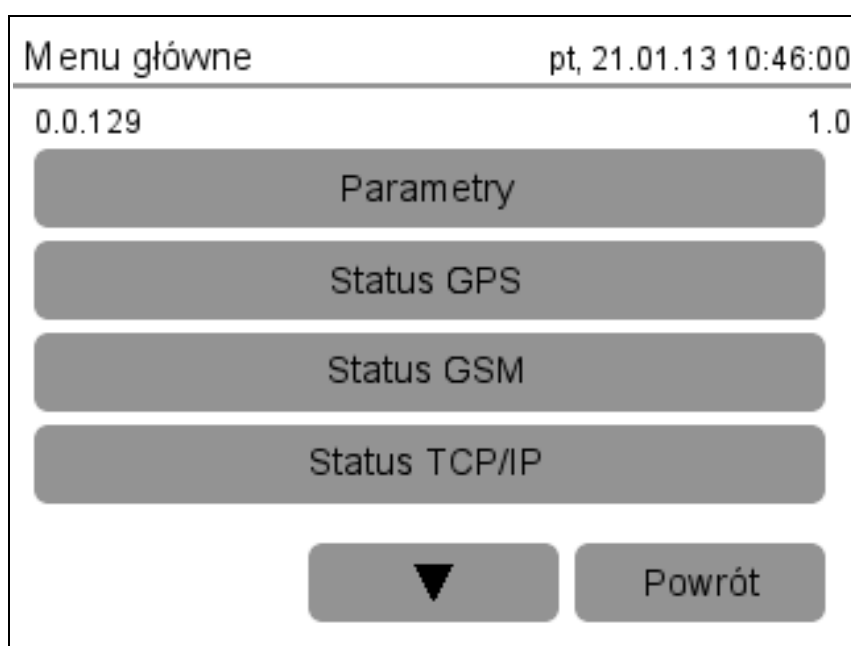 Menu główne pt, 21.01.13 10:46:00
0.0.129 1.0
Parametry
Status GPS
Status GSM
Status TCP/IP
▼ Powrót